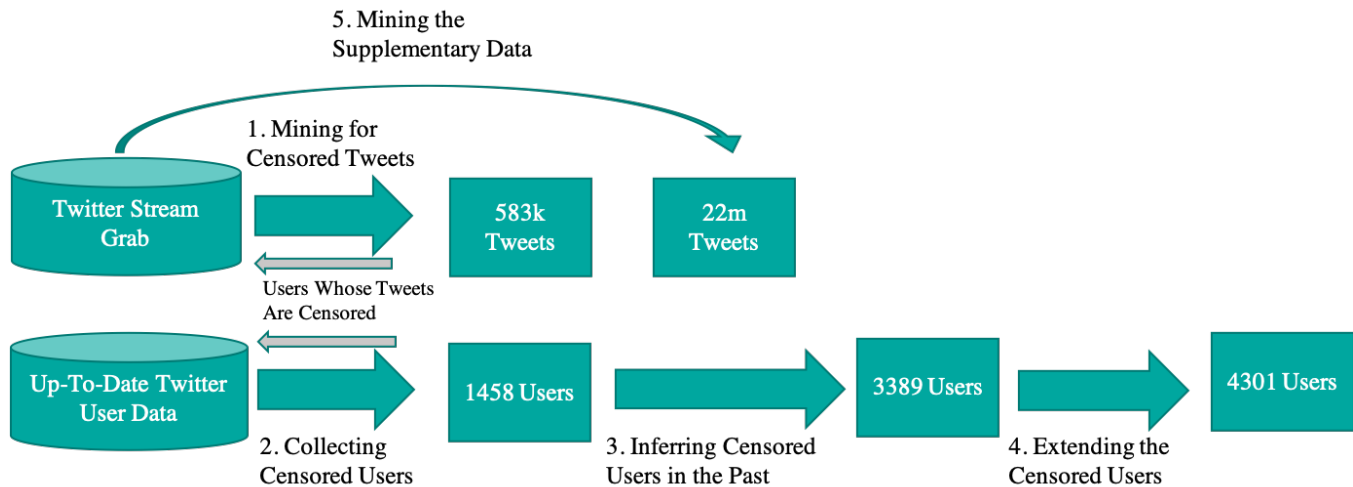 5. Mining the
Supplementary Data
1. Mining for
Censored Tweets
Twitter Stream
Grab
583k
Tweets
22m
Tweets
Users Whose Tweets
Are Censored
Up-To-Date Twitter
User Data
1458 Users
3389 Users
4301 Users
2. Collecting
Censored Users
3. Inferring Censored
Users in the Past
4. Extending the
Censored Users